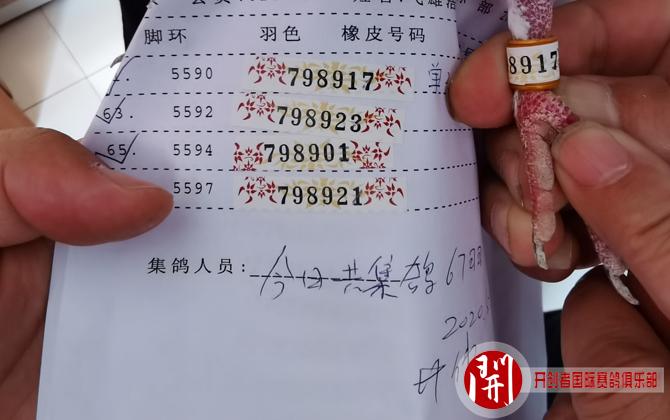 脚环 羽色 橡皮号码
5590 798917
63. 5592 798923
65. 5594 798901
5597 798921
8917
集鸽人员: 今日共集鸽67羽
2020.
開 开创者国际赛鸽俱乐部